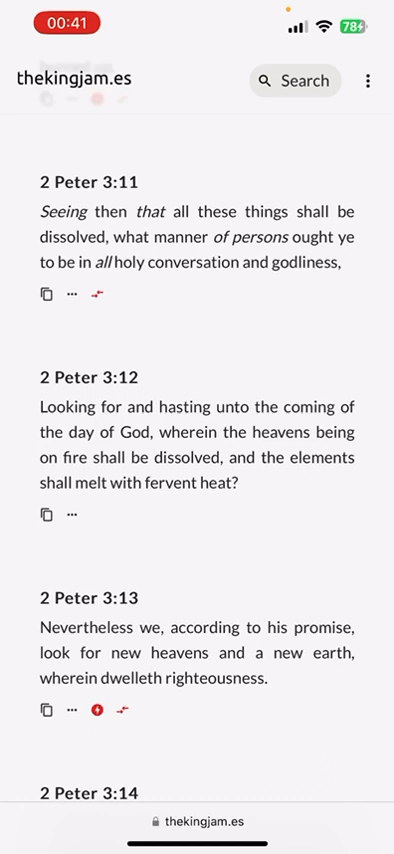 00:41
78
thekingjam.es
Search
2 Peter 3:11
Seeing then that all these things shall be
dissolved, what manner of persons ought ye
to be in all holy conversation and godliness,
2 Peter 3:12
Looking for and hasting unto the coming of
the day of God, wherein the heavens being
on fire shall be dissolved, and the elements
shall melt with fervent heat?
2 Peter 3:13
Nevertheless we, according to his promise,
look for new heavens and a new earth,
wherein dwelleth righteousness.
2 Peter 3:14
thekingjam.es